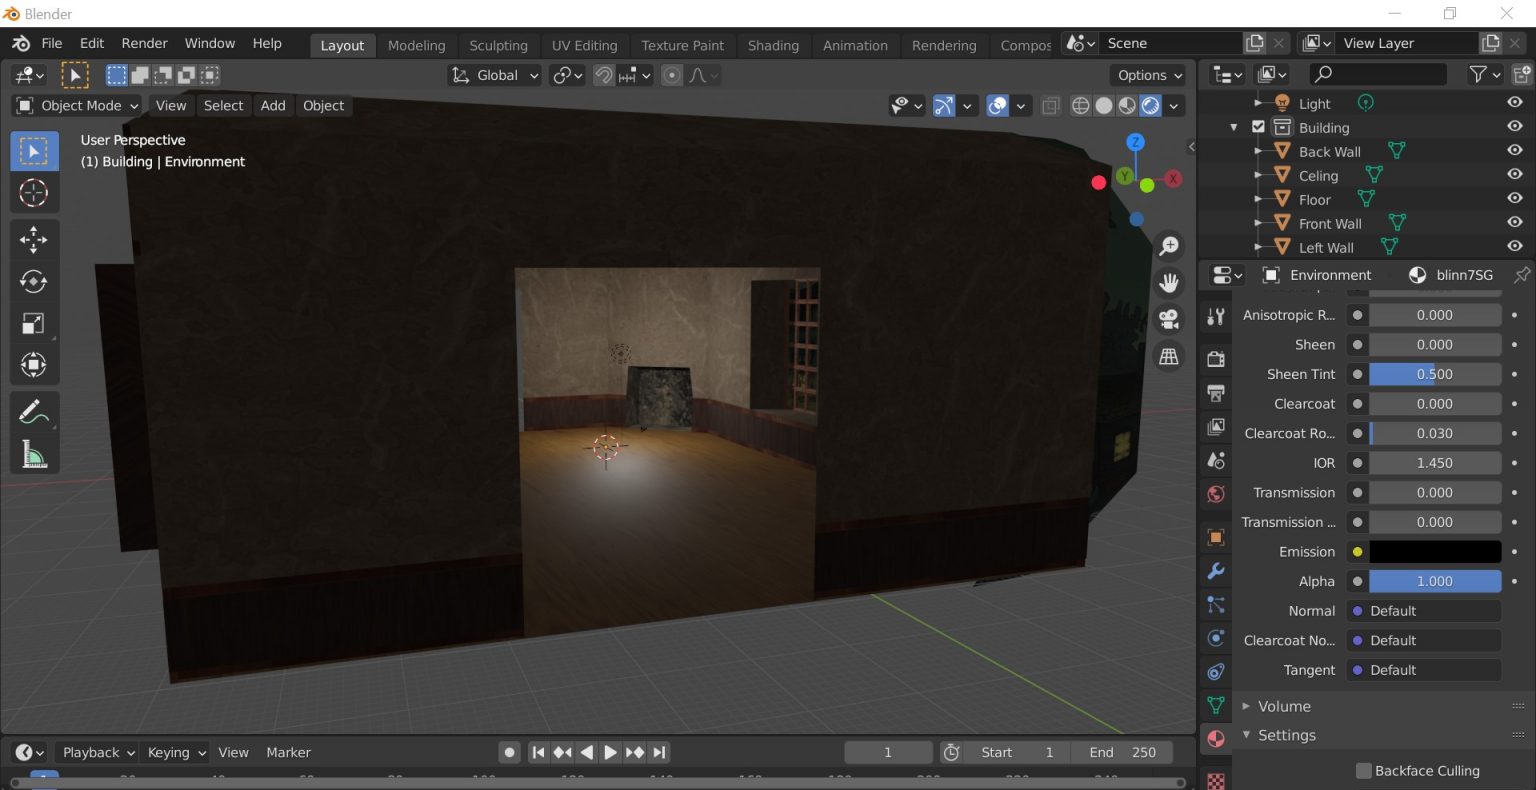 Blender
File Edit Render Window Help
Layout Modeling Sculpting UV Editing Texture Paint Shading Animation Rendering Compos
Scene
View Layer
Global
Options
Object Mode View Select Add Object
User Perspective
(1) Building | Environment
Z
Y
X
Light
Building
Back Wall
Celing
Floor
Front Wall
Left Wall
Environment
blinn7SG
Anisotropic R... 0.000
Sheen 0.000
Sheen Tint 0.500
Clearcoat 0.000
Clearcoat Ro... 0.030
IOR 1.450
Transmission 0.000
Transmission ... 0.000
Emission
Alpha 1.000
Normal Default
Clearcoat No... Default
Tangent Default
Volume
Settings
Backface Culling
Playback Keying View Marker
1
Start 1
End 250